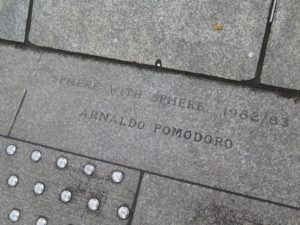 SPHERE WITH SPHERE 1982/83
ARNALDO POMODORO